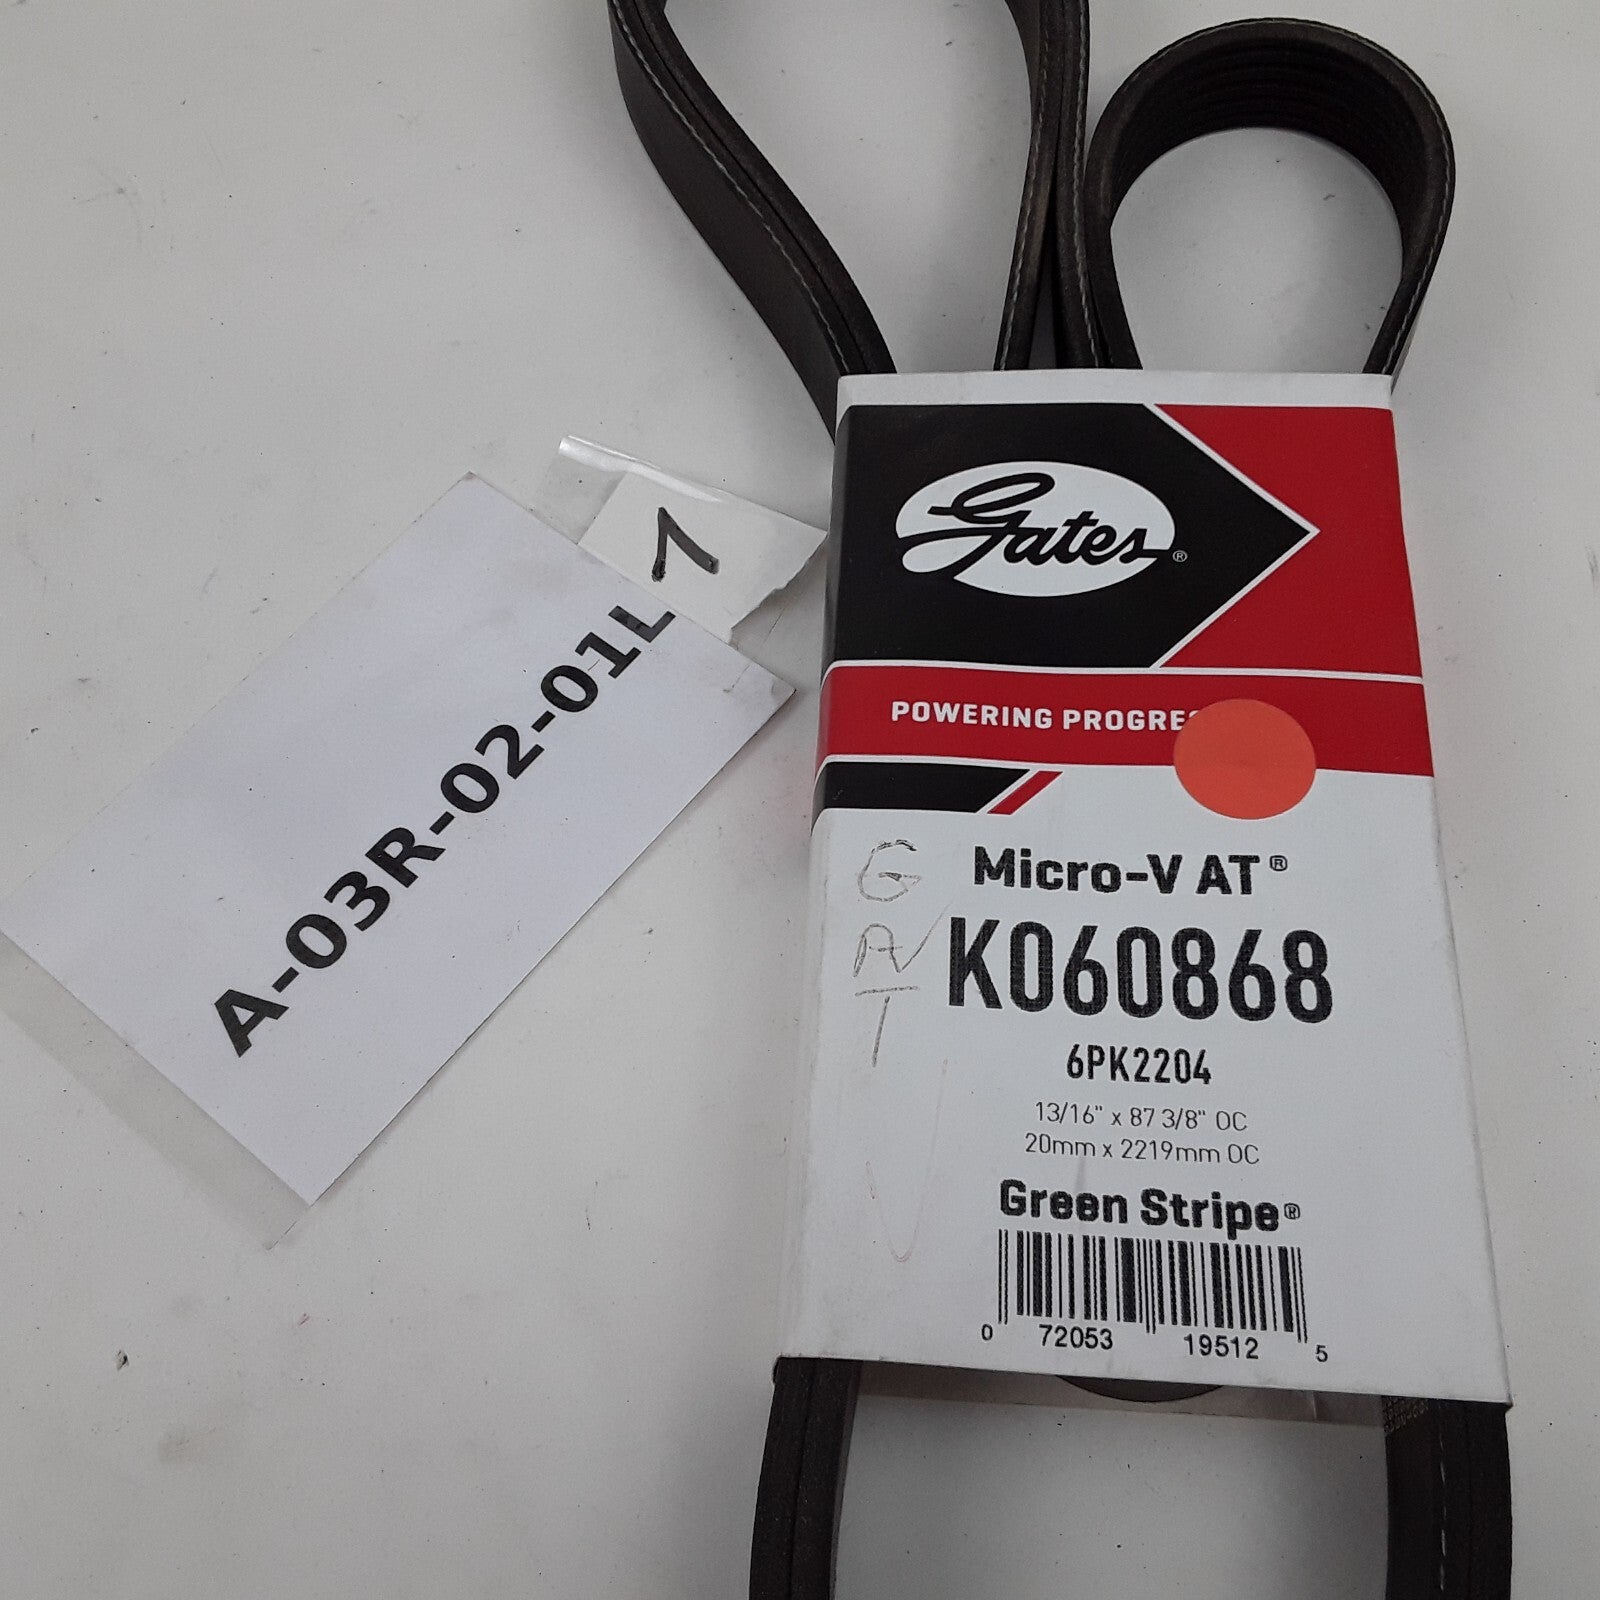 Gates®
POWERING PROGRE
Micro-V AT®
K060868
6PK2204
13/16" x 87 3/8" OC
20mm x 2219mm OC
Green Stripe®
0 72053 19512 5
G
A
T
A-03R-02-01L
7